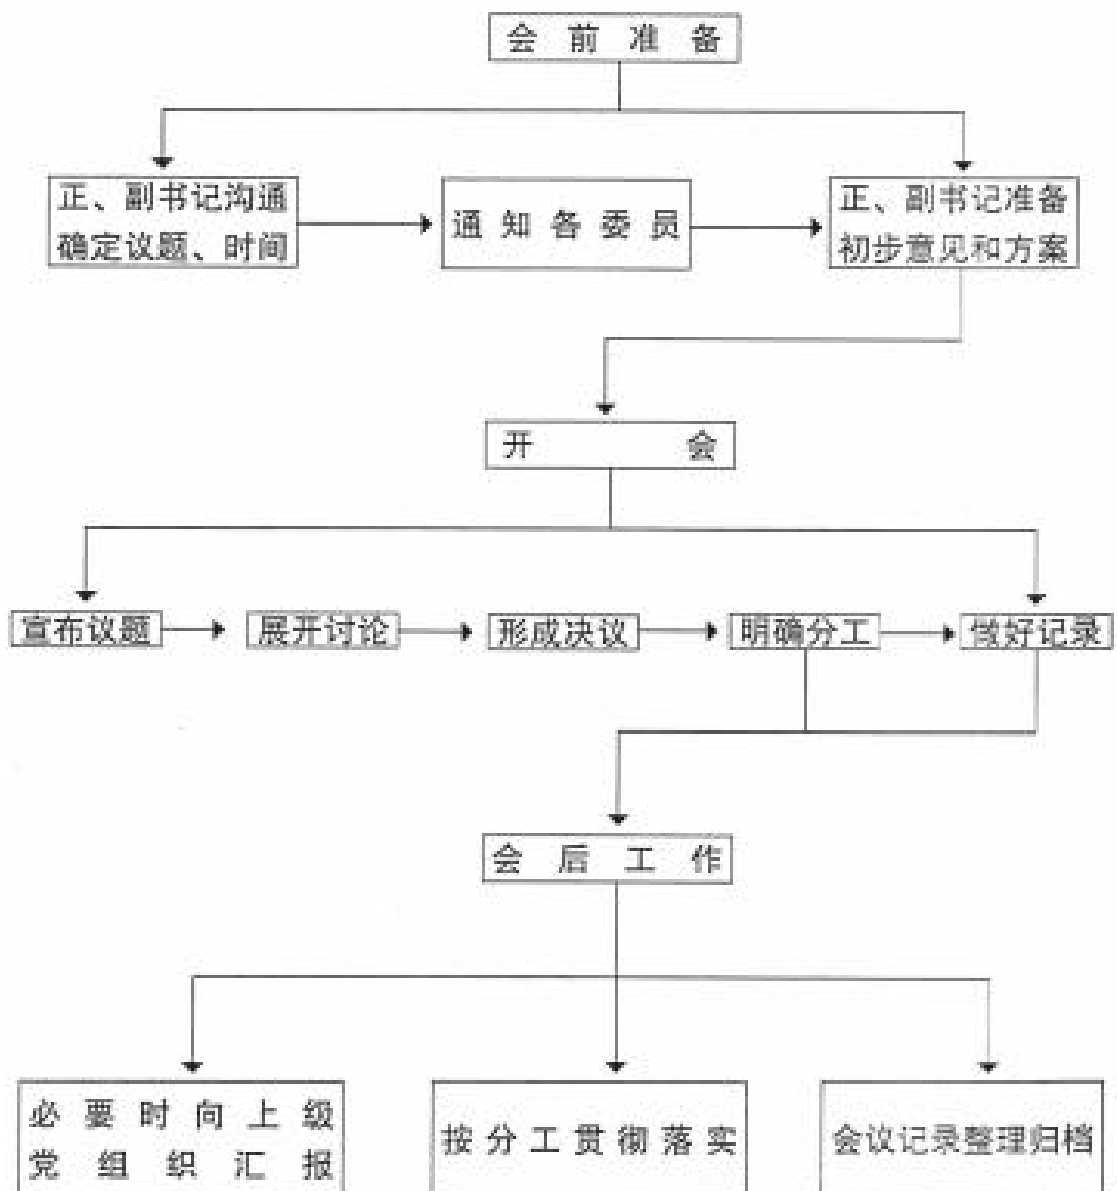 会前准备
正、副书记沟通
确定议题、时间
通知各委员
正、副书记准备
初步意见和方案
开会
宣布议题
展开讨论
形成决议
明确分工
做好记录
会后工作
必要时向上级
党组织汇报
按分工贯彻落实
会议记录整理归档